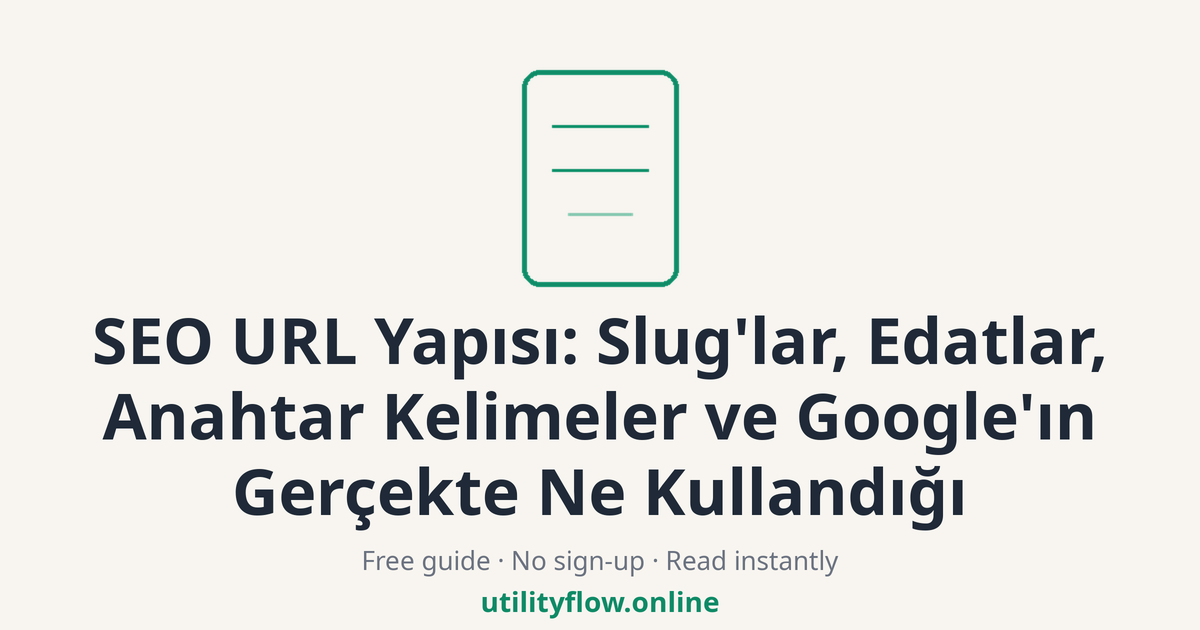 SEO URL Yapısı: Slug'lar, Edatlar,
Anahtar Kelimeler ve Google'ın
Gerçekte Ne Kullandığı
Free guide · No sign-up · Read instantly
utilityflow.online